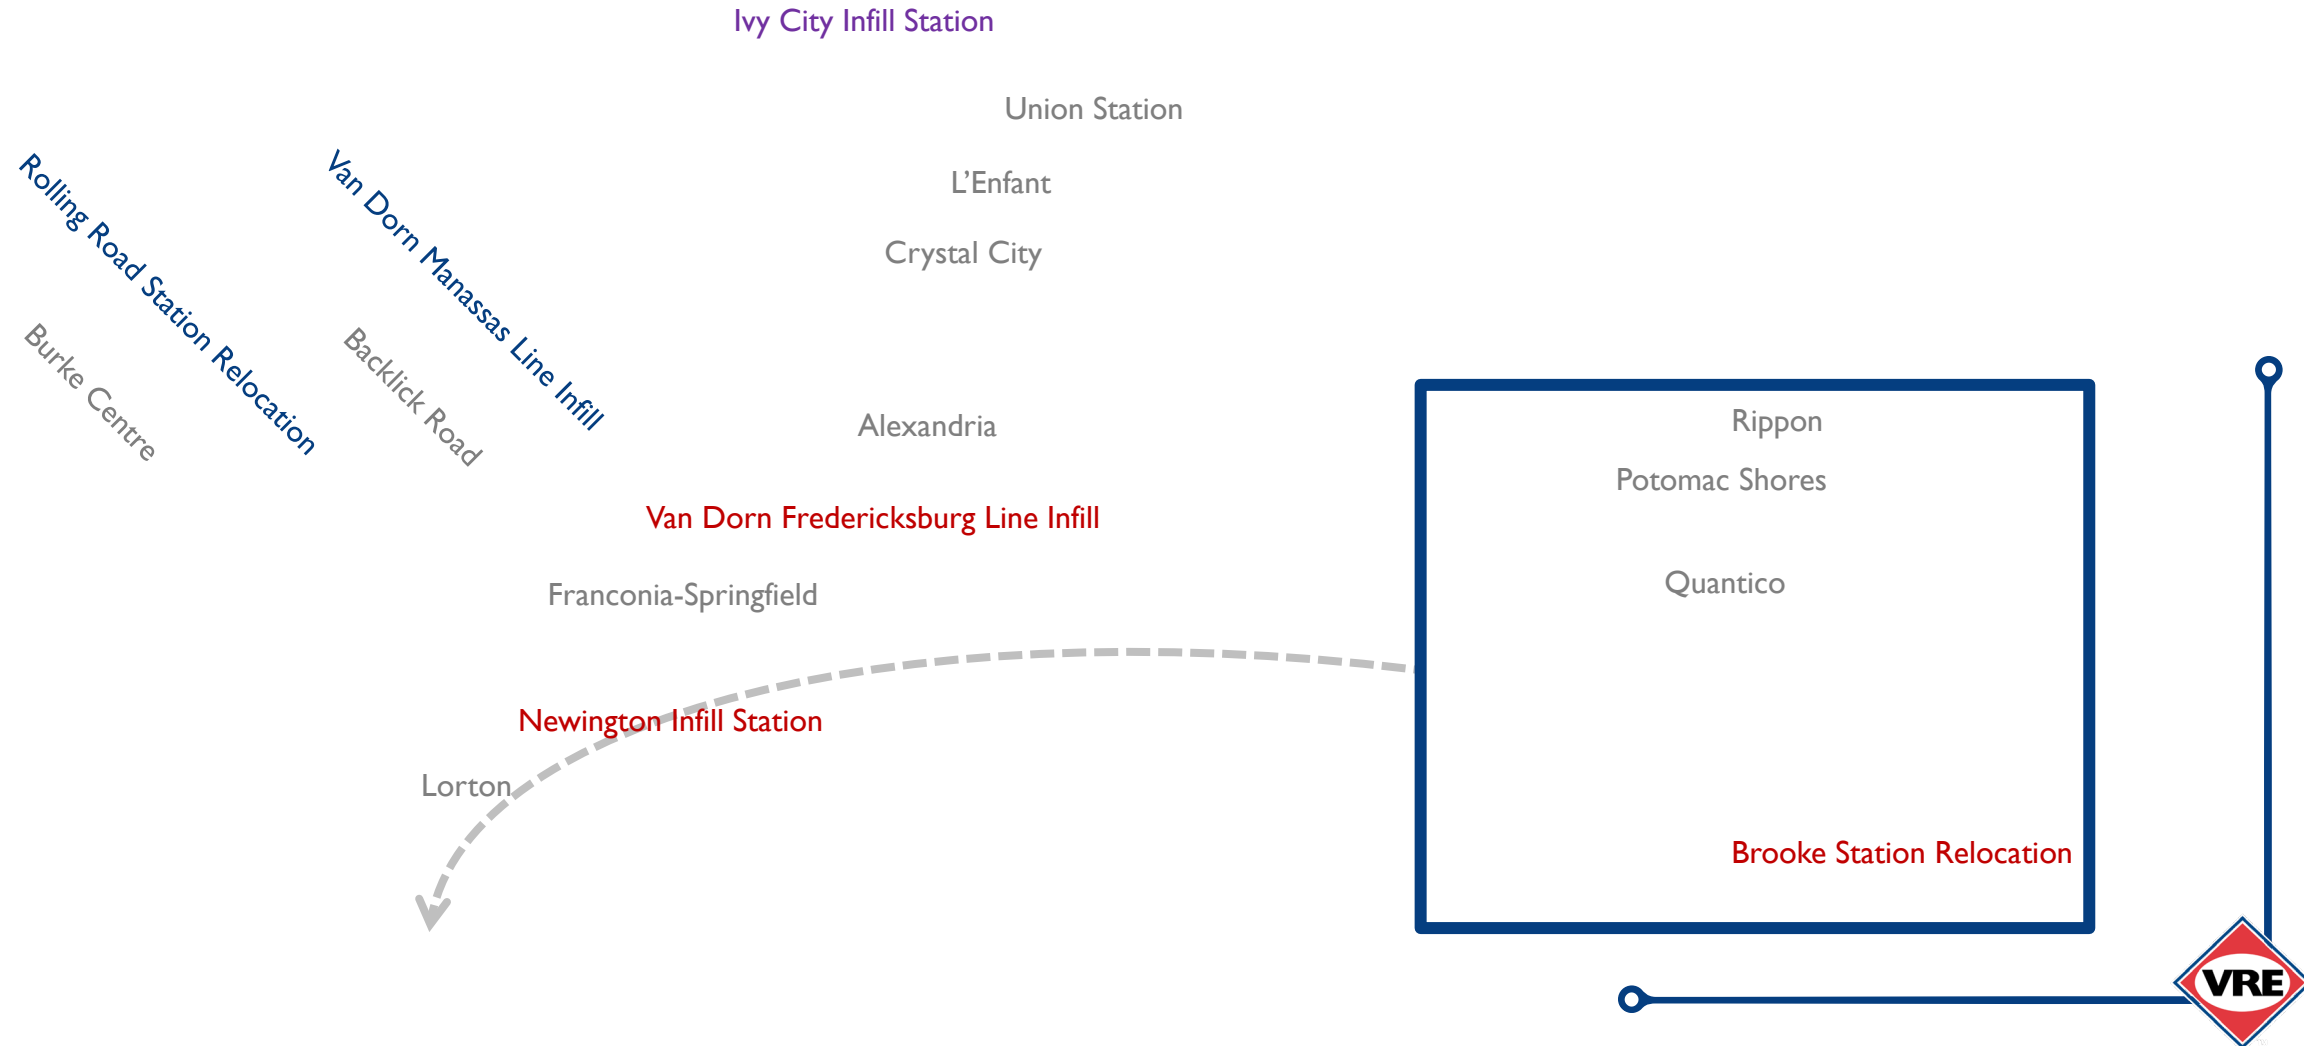 Ivy City Infill Station
Union Station
L'Enfant
Crystal City
Rolling Road Station Relocation
Van Dorn Manassas Line Infill
Burke Centre
Backlick Road
Alexandria
Van Dorn Fredericksburg Line Infill
Franconia-Springfield
Newington Infill Station
Lorton
Rippon
Potomac Shores
Quantico
Brooke Station Relocation
VRE